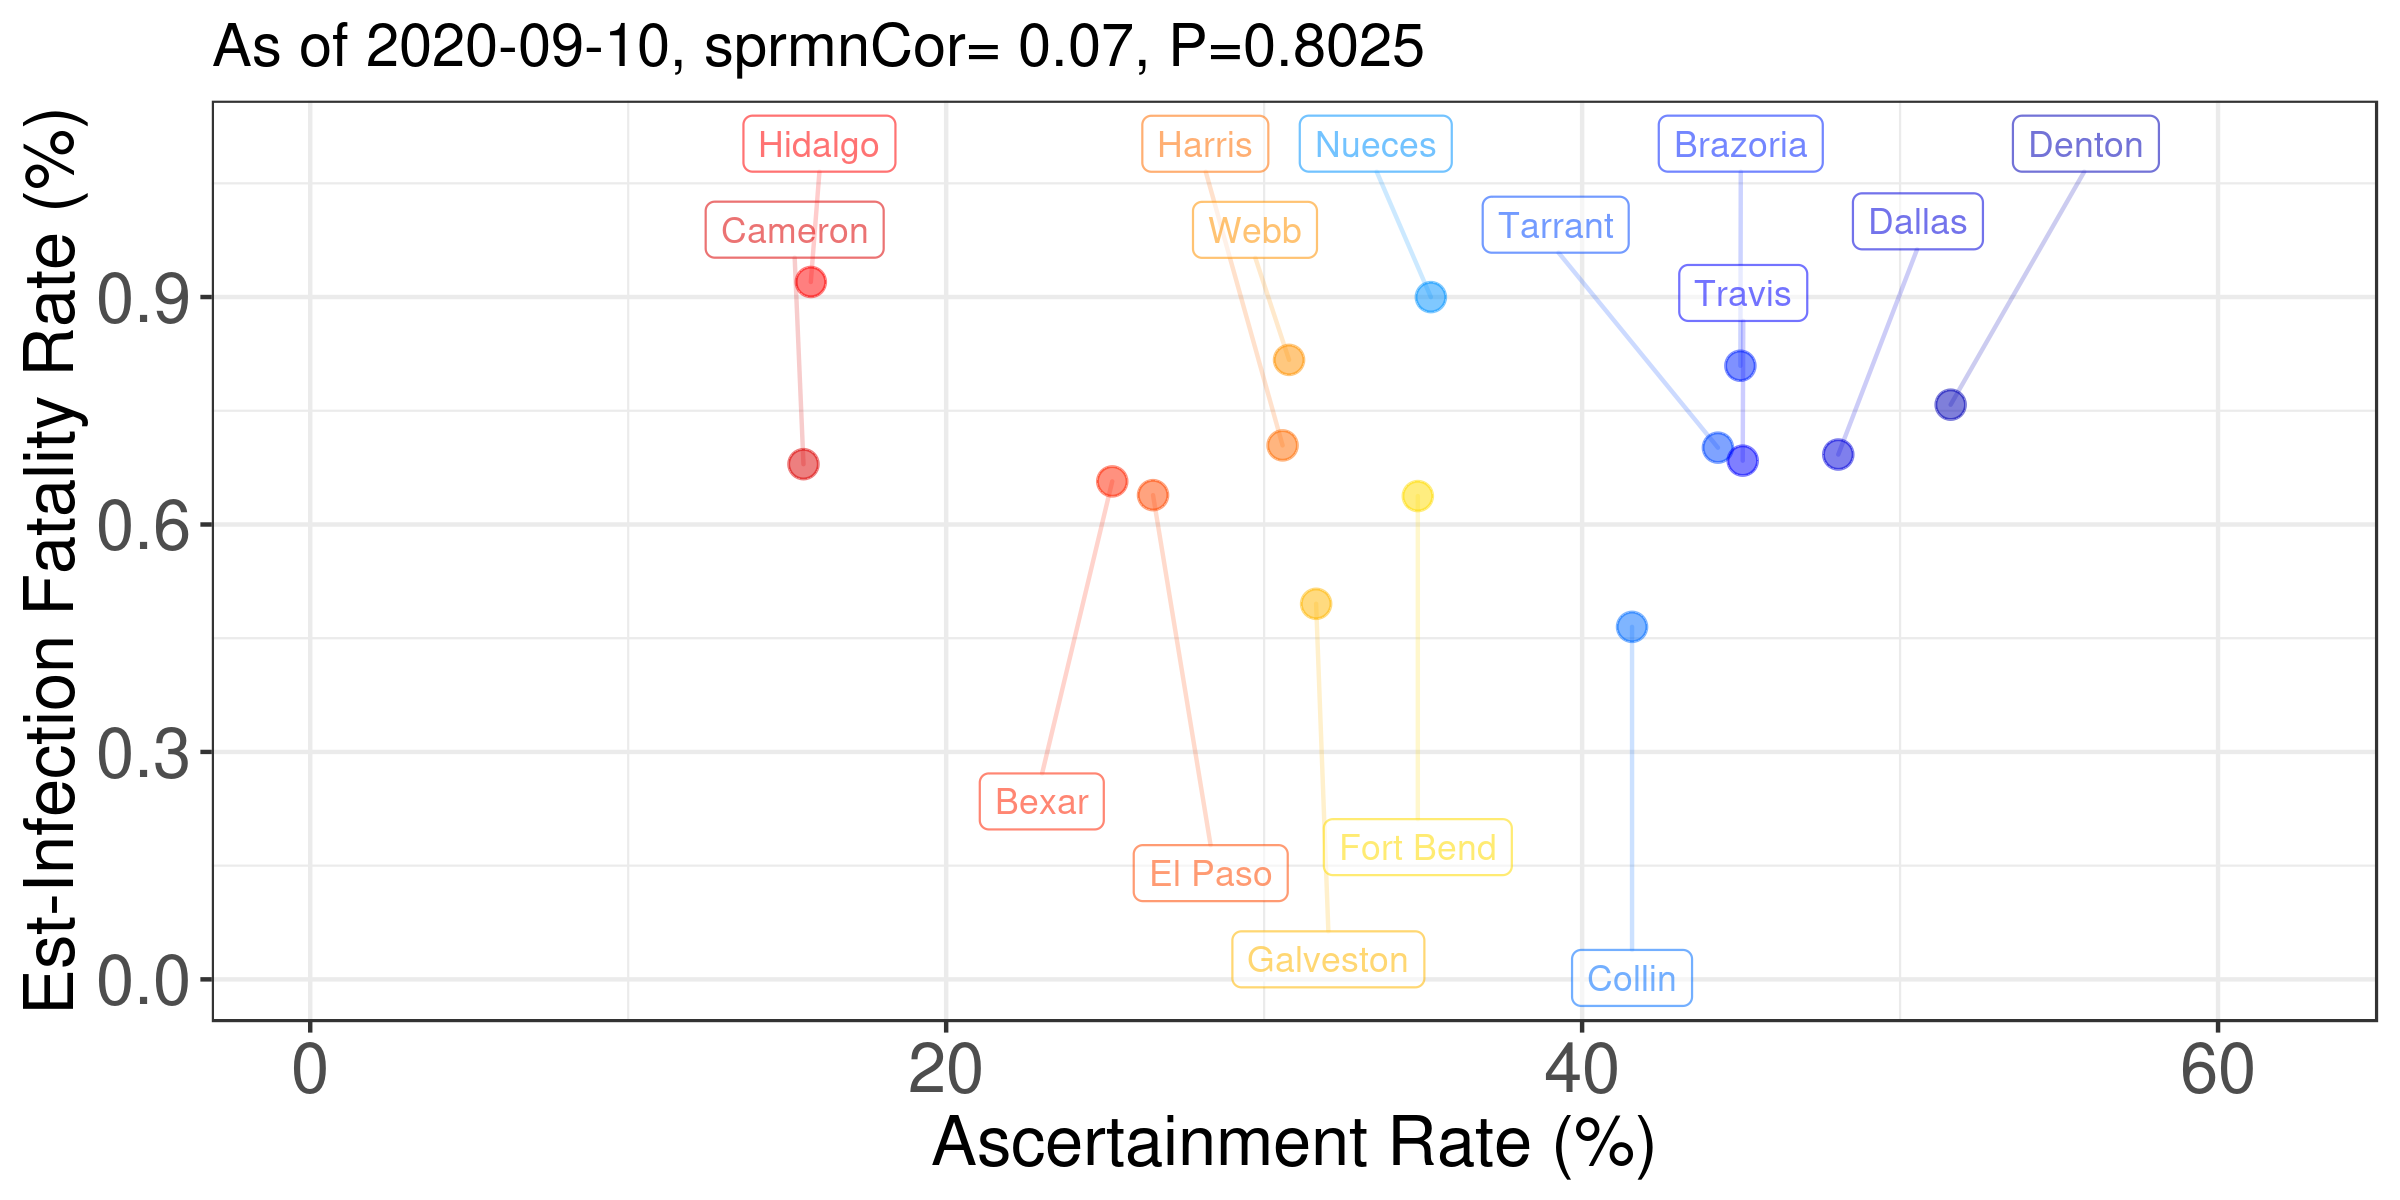 As of 2020-09-10, sprmnCor= 0.07, P=0.8025
Est-Infection Fatality Rate (%)
0.9
0.6
0.3
0.0
Hidalgo
Harris
Nueces
Brazoria
Denton
Cameron
Webb
Tarrant
Dallas
Travis
Bexar
Fort Bend
El Paso
Galveston
Collin
0
20
40
60
Ascertainment Rate (%)